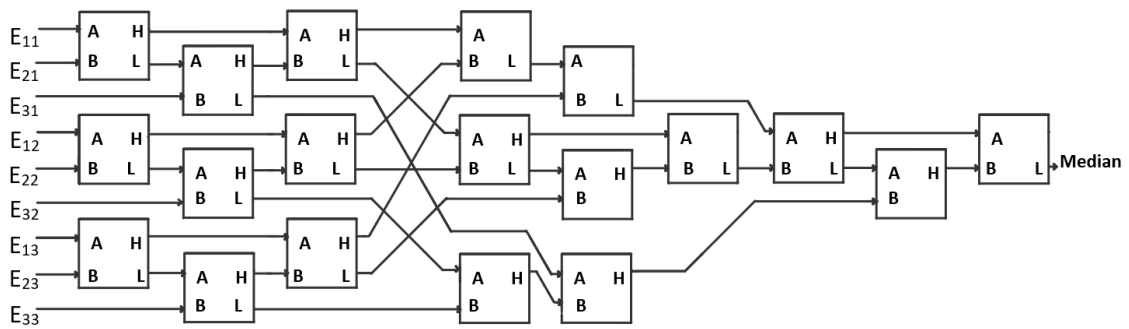 E11 A H A H A
E21 B L A H B L B L A
E31 B L B L
E12 A H A H A H A A H A
E22 B L A H B L B L A H B L B L A H B L Median
E32 B L B B
E13 A H A H
E23 B L A H B L A H A H
E33 B L B B